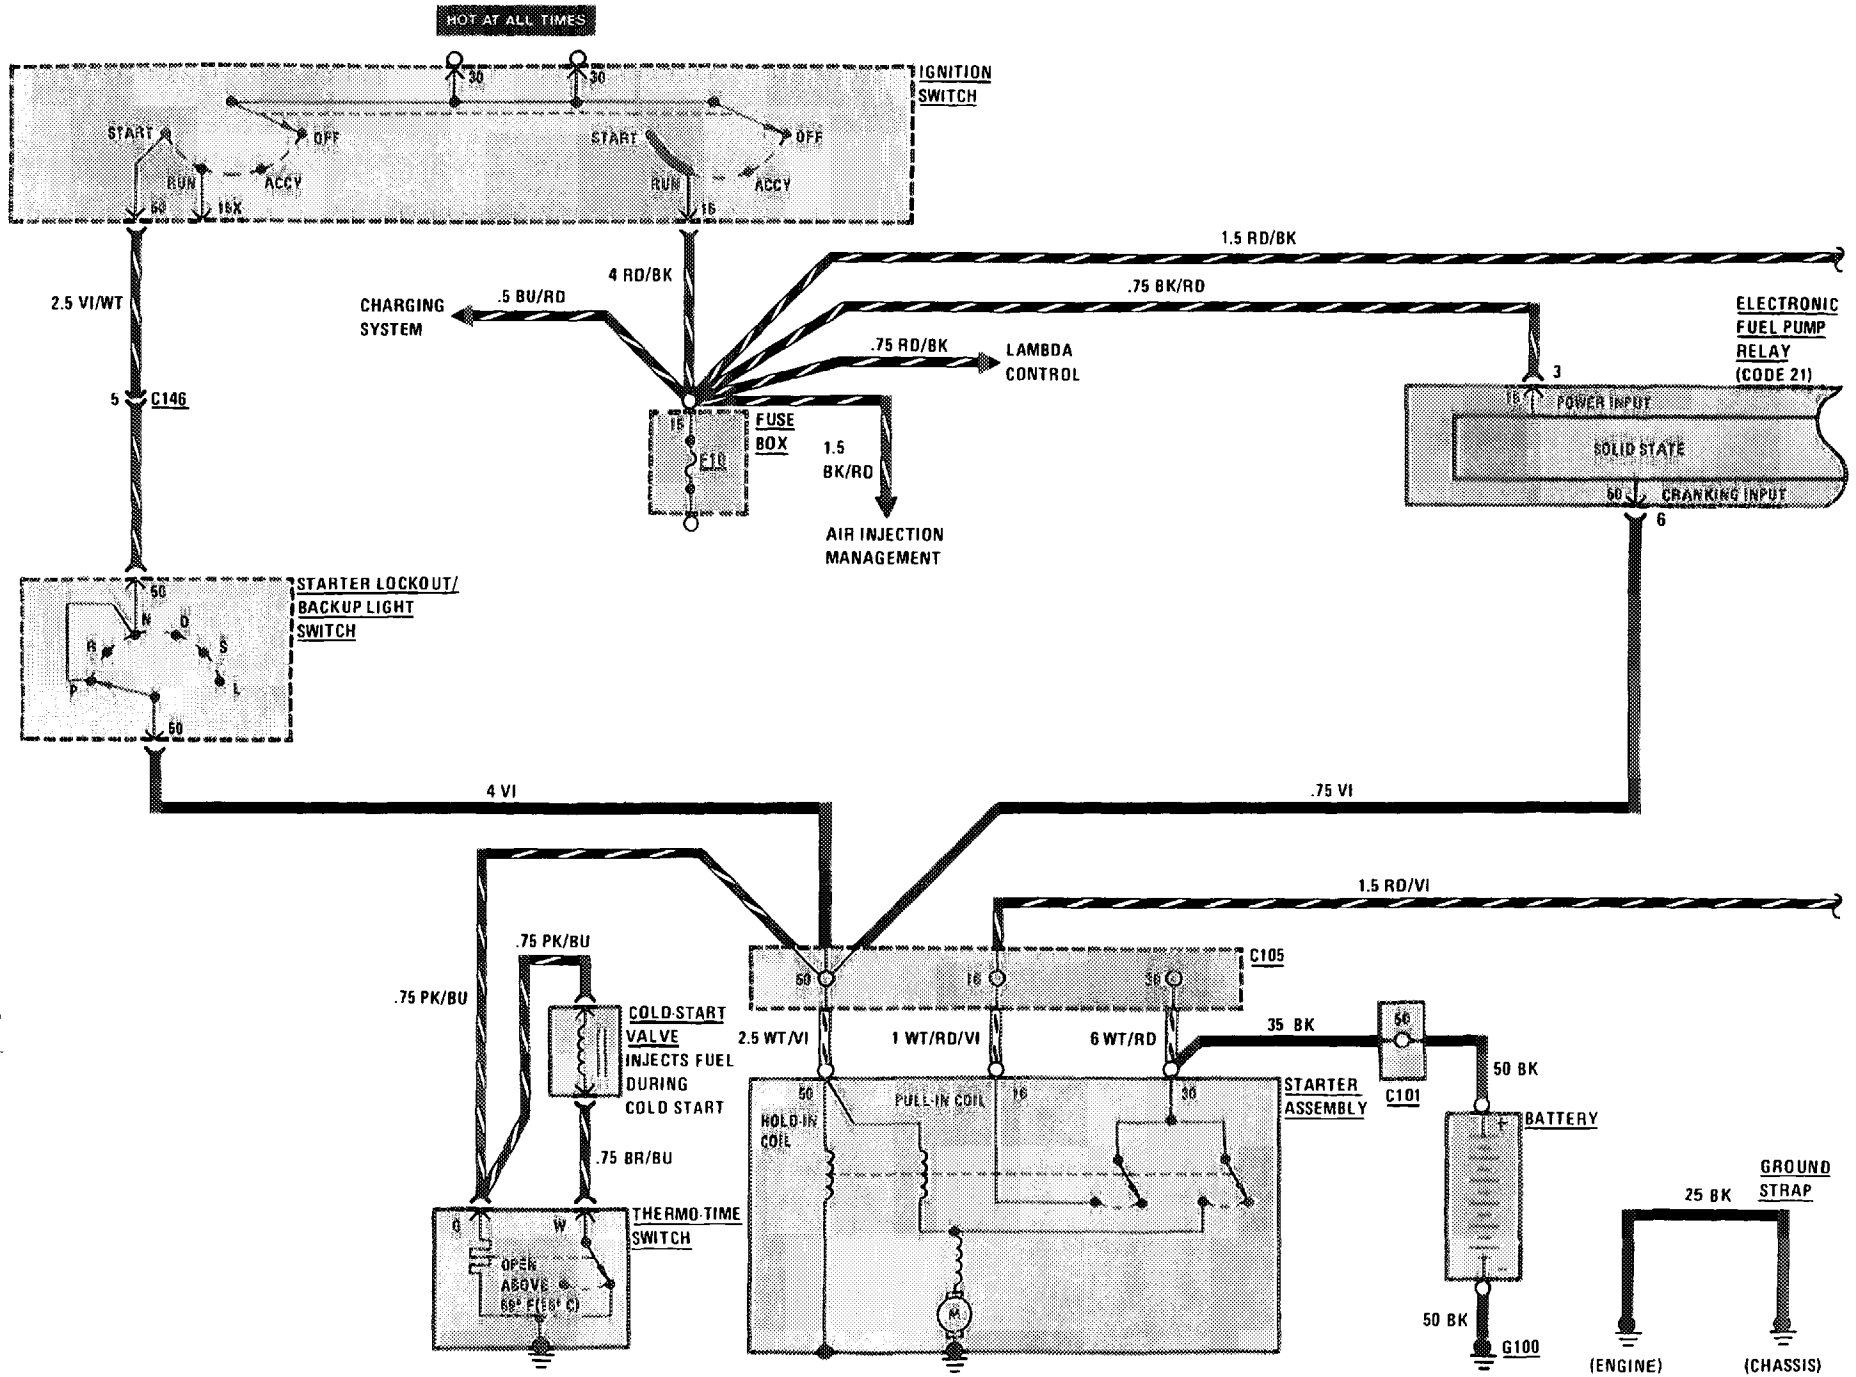 HOT AT ALL TIMES
30
30
IGNITION
SWITCH
START
OFF
RUN
ACCY
START
OFF
RUN
ACCY
50
15X
15
1.5 RD/BK
4 RD/BK
2.5 VI/WT
CHARGING
SYSTEM
.5 BU/RD
.75 BK/RD
.75 RD/BK
LAMBDA
CONTROL
ELECTRONIC
FUEL PUMP
RELAY
(CODE 21)
3
15
POWER INPUT
SOLID STATE
50
CRANKING INPUT
6
5
C146
15
F10
FUSE
BOX
1.5
BK/RD
AIR INJECTION
MANAGEMENT
STARTER LOCKOUT/
BACKUP LIGHT
SWITCH
50
N
D
R
S
P
L
50
4 VI
.75 VI
1.5 RD/VI
.75 PK/BU
.75 PK/BU
COLD-START
VALVE
INJECTS FUEL
DURING
COLD START
.75 BR/BU
C105
50
16
30
2.5 WT/VI
1 WT/RD/VI
6 WT/RD
35 BK
50
C101
50 BK
STARTER
ASSEMBLY
50
PULL-IN COIL
16
30
HOLD-IN
COIL
M
BATTERY
+
-
50 BK
G100
GROUND
STRAP
25 BK
(ENGINE)
(CHASSIS)
THERMO-TIME
SWITCH
G
W
OPEN
ABOVE